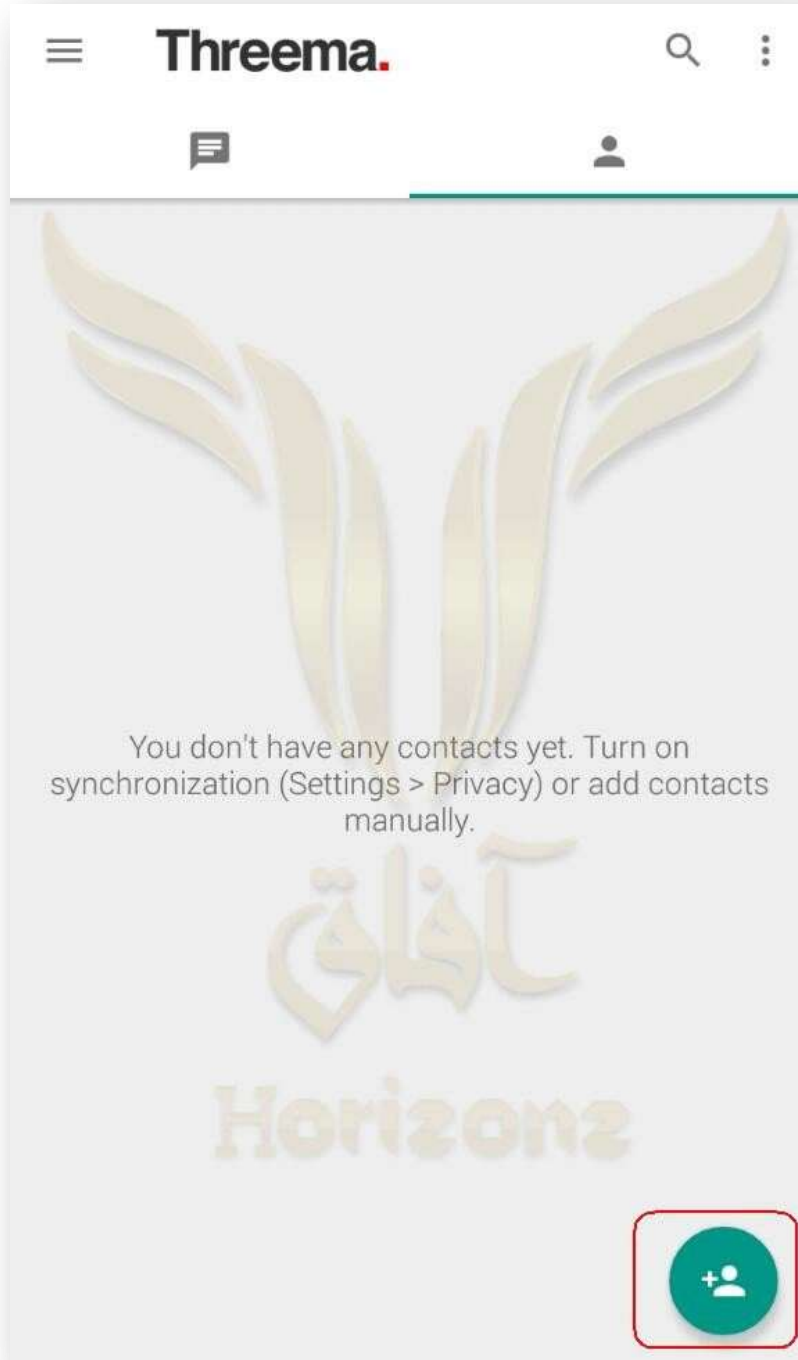 Threema.
You don't have any contacts yet. Turn on
synchronization (Settings > Privacy) or add contacts
manually.
آفاق
Horizons